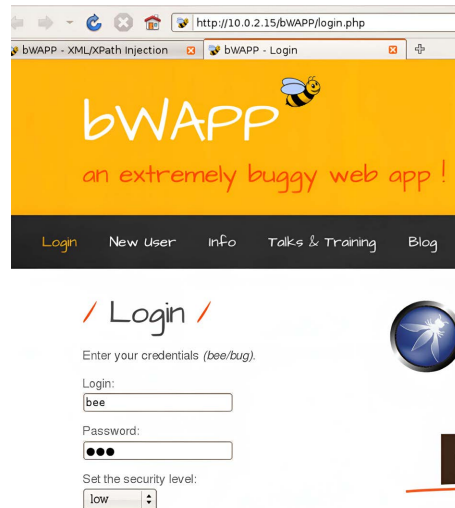 http://10.0.2.15/bWAPP/login.php
bWAPP - XML/XPath Injection
bWAPP - Login
bWAPP
an extremely buggy web app !
Login New User Info Talks & Training Blog
/ Login /
Enter your credentials (bee/bug).
Login:
bee
Password:
●●●
Set the security level:
low